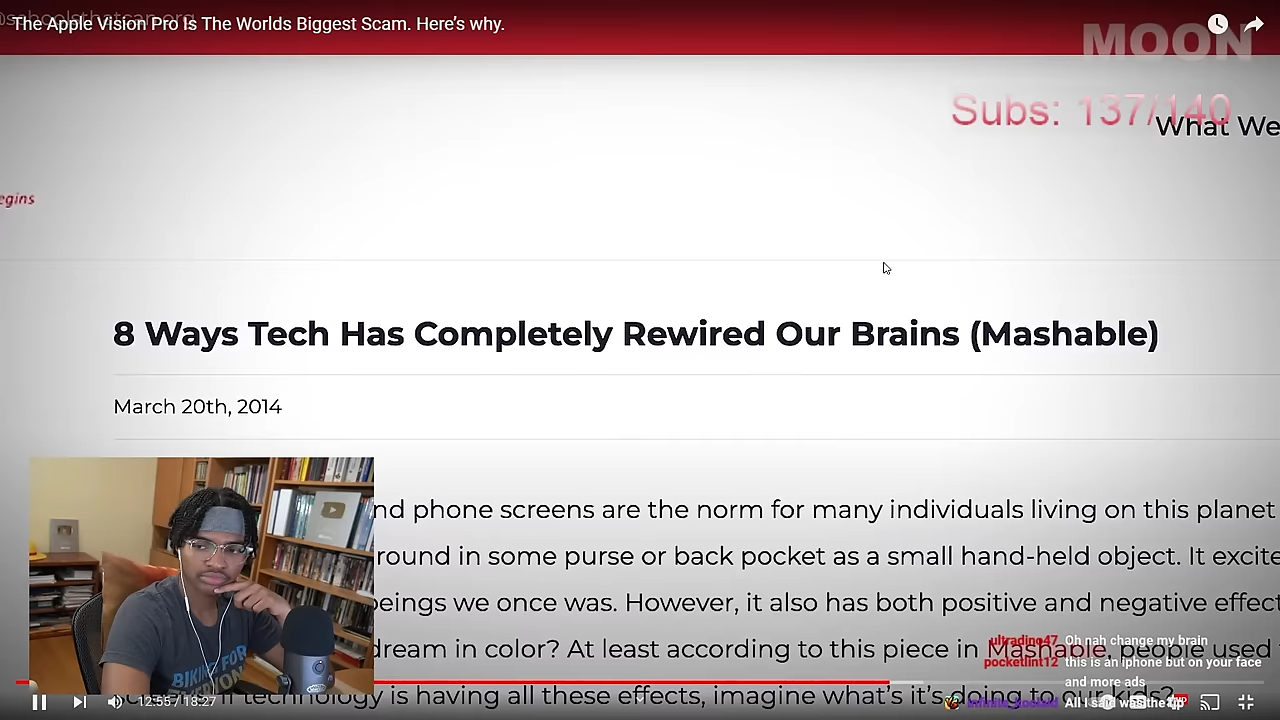 The Apple Vision Pro Is The Worlds Biggest Scam. Here’s why.
MOON
Subs: 137/140
What We
egins
8 Ways Tech Has Completely Rewired Our Brains (Mashable)
March 20th, 2014
nd phone screens are the norm for many individuals living on this planet
round in some purse or back pocket as a small hand-held object. It excite
beings we once was. However, it also has both positive and negative effect
dream in color? At least according to this piece in Mashable, people used
technology is having all these effects, imagine what’s it’s doing to our kids?
BIKING FOR
ultradino47 Oh nah change my brain
pocketlint12 this is an iphone but on your face
and more ads
All I said was the
12:55 / 18:27